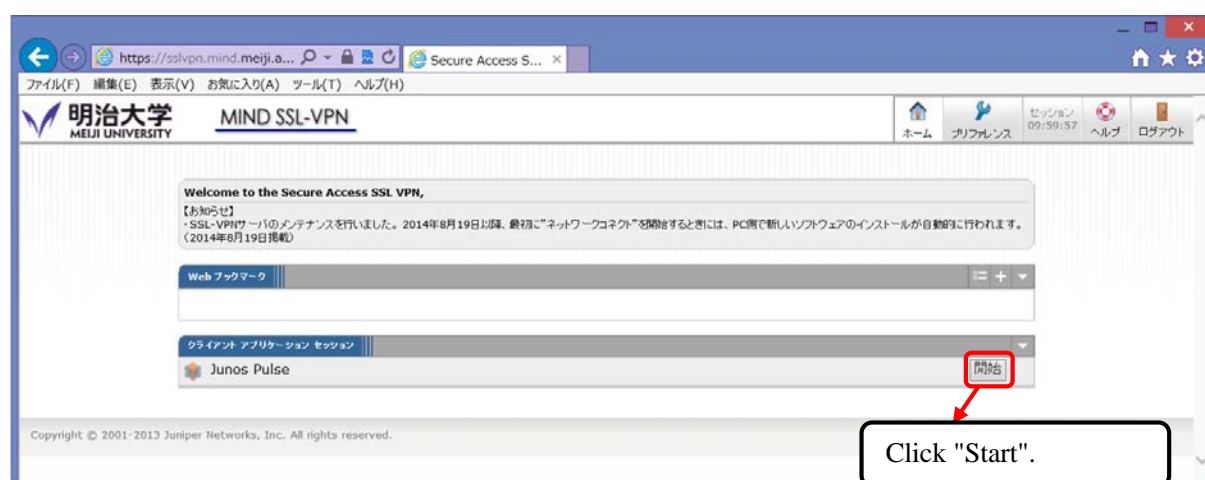 https://sslvpn.mind.meiji.a...
Secure Access S...
ファイル(F) 編集(E) 表示(V) お気に入り(A) ツール(T) ヘルプ(H)
明治大学
MEIJI UNIVERSITY
MIND SSL-VPN
ホーム
プリファレンス
セッション
09:59:57
ヘルプ
ログアウト
Welcome to the Secure Access SSL VPN,
【お知らせ】
・SSL-VPNサーバのメンテナンスを行いました。2014年8月19日以降、最初に"ネットワークコネクト"を開始するときには、PC側で新しいソフトウェアのインストールが自動的に行われます。
(2014年8月19日掲載)
Web ブックマーク
クライアント アプリケーション セッション
Junos Pulse
開始
Copyright © 2001-2013 Juniper Networks, Inc. All rights reserved.
Click "Start".